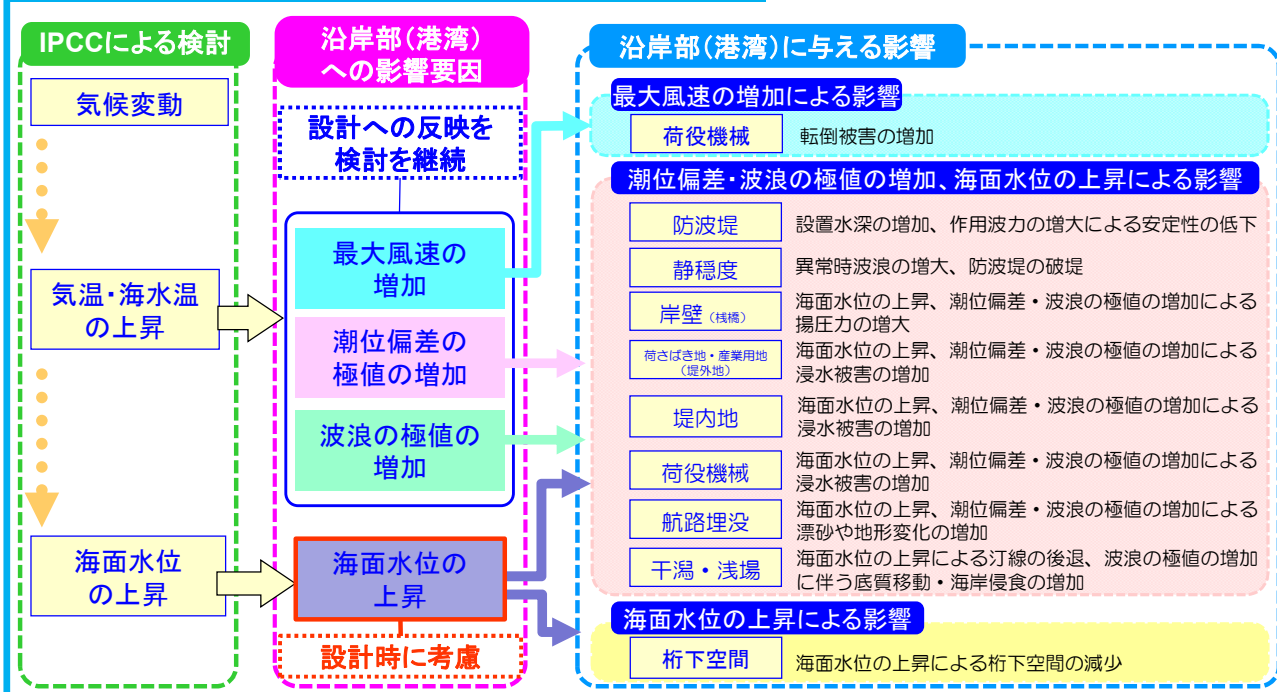 IPCCによる検討
気候変動
気温・海水温
の上昇
海面水位
の上昇
沿岸部(港湾)
への影響要因
設計への反映を
検討を継続
最大風速の
増加
潮位偏差の
極値の増加
波浪の極値の
増加
海面水位の
上昇
設計時に考慮
沿岸部(港湾)に与える影響
最大風速の増加による影響
荷役機械 転倒被害の増加
潮位偏差・波浪の極値の増加、海面水位の上昇による影響
防波堤 設置水深の増加、作用波力の増大による安定性の低下
静穏度 異常時波浪の増大、防波堤の破堤
岸壁(桟橋) 海面水位の上昇、潮位偏差・波浪の極値の増加による
揚圧力の増大
荷さばき地・産業用地
(堤外地)
海面水位の上昇、潮位偏差・波浪の極値の増加による
浸水被害の増加
堤内地 海面水位の上昇、潮位偏差・波浪の極値の増加による
浸水被害の増加
荷役機械 海面水位の上昇、潮位偏差・波浪の極値の増加による
浸水被害の増加
航路埋没 海面水位の上昇、潮位偏差・波浪の極値の増加による
漂砂や地形変化の増加
干潟・浅場 海面水位の上昇による汀線の後退、波浪の極値の増加
に伴う底質移動・海岸侵食の増加
海面水位の上昇による影響
桁下空間 海面水位の上昇による桁下空間の減少